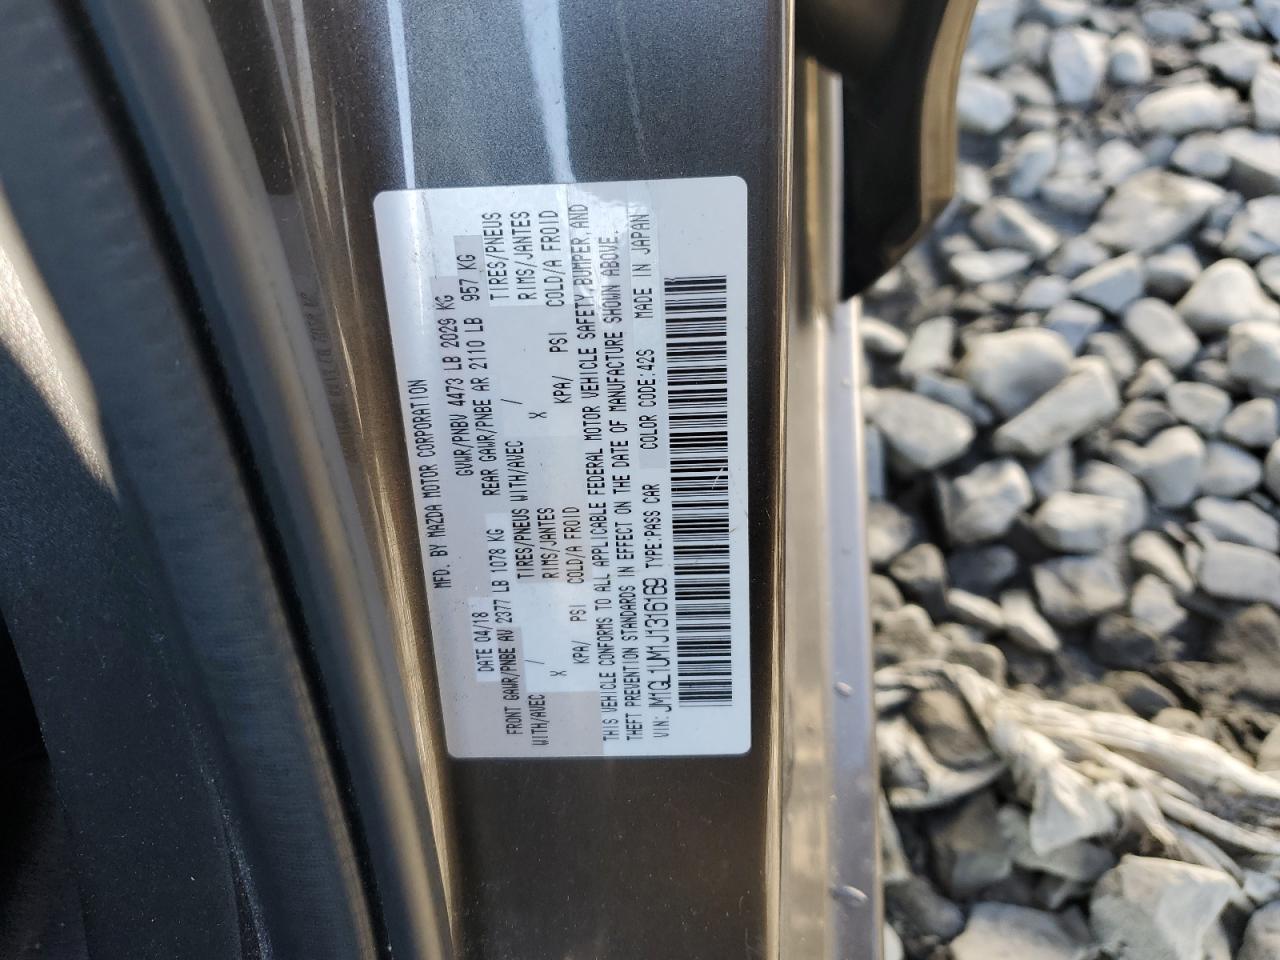 MFD. BY MAZDA MOTOR CORPORATION
DATE 04/18 GVWR/PNBV 4473 LB 2029 KG
FRONT GAWR/PNBE AV 2377 LB 1078 KG REAR GAWR/PNBE AR 2110 LB 957 KG
WITH/AVEC TIRES/PNEUS WITH/AVEC TIRES/PNEUS
X / RIMS/JANTES X / RIMS/JANTES
KPA/ PSI COLD/A FROID KPA/ PSI COLD/A FROID
THIS VEHICLE CONFORMS TO ALL APPLICABLE FEDERAL MOTOR VEHICLE SAFETY,BUMPER,AND
THEFT PREVENTION STANDARDS IN EFFECT ON THE DATE OF MANUFACTURE SHOWN ABOVE
VIN: JM1GL1UM1J1316169 TYPE:PASS CAR COLOR CODE:42S MADE IN JAPAN